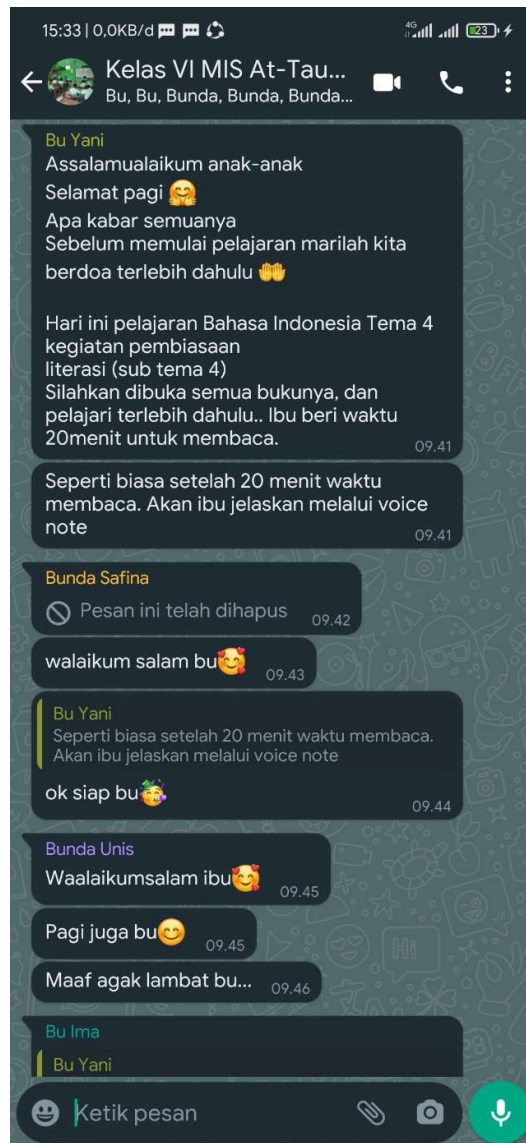 15:33 | 0,0KB/d
4G
23
Kelas VI MIS At-Tau...
Bu, Bu, Bunda, Bunda, Bunda...
Bu Yani
Assalamualaikum anak-anak
Selamat pagi 🤗
Apa kabar semuanya
Sebelum memulai pelajaran marilah kita
berdoa terlebih dahulu 🤲
Hari ini pelajaran Bahasa Indonesia Tema 4
kegiatan pembiasaan
literasi (sub tema 4)
Silahkan dibuka semua bukunya, dan
pelajari terlebih dahulu.. Ibu beri waktu
20menit untuk membaca.
09.41
Seperti biasa setelah 20 menit waktu
membaca. Akan ibu jelaskan melalui voice
note
09.41
Bunda Safina
Pesan ini telah dihapus
09.42
walaikum salam bu🥰
09.43
Bu Yani
Seperti biasa setelah 20 menit waktu membaca.
Akan ibu jelaskan melalui voice note
ok siap bu🥳
09.44
Bunda Unis
Waalaikumsalam ibu🥰
09.45
Pagi juga bu😊
09.45
Maaf agak lambat bu...
09.46
Bu Ima
Bu Yani
Ketik pesan